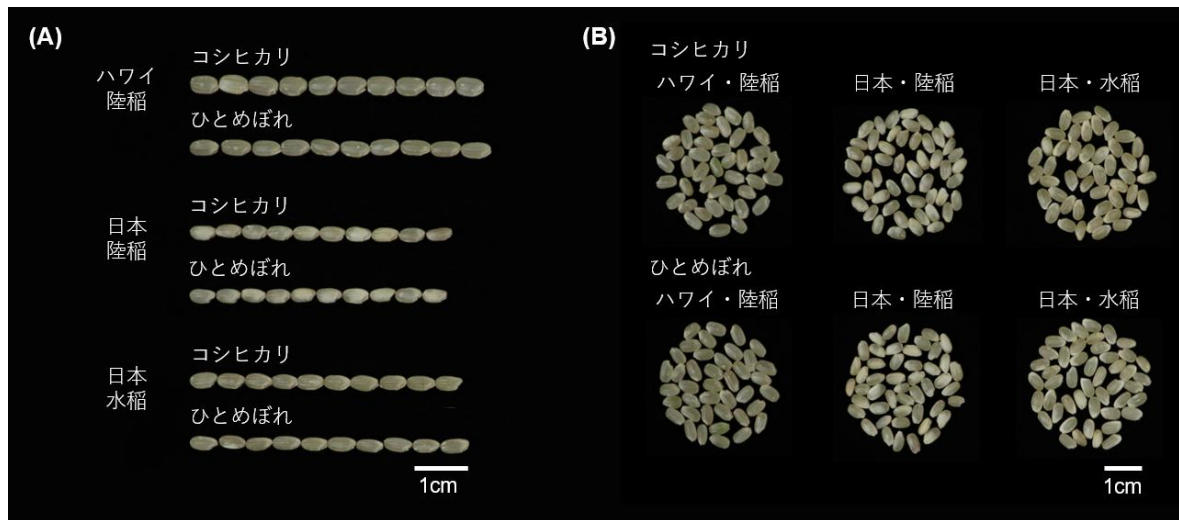 (A)
ハワイ
陸稲
コシヒカリ
ひとめぼれ
日本
陸稲
コシヒカリ
ひとめぼれ
日本
水稲
コシヒカリ
ひとめぼれ
1cm
(B)
コシヒカリ
ハワイ・陸稲 日本・陸稲 日本・水稲
ひとめぼれ
ハワイ・陸稲 日本・陸稲 日本・水稲
1cm